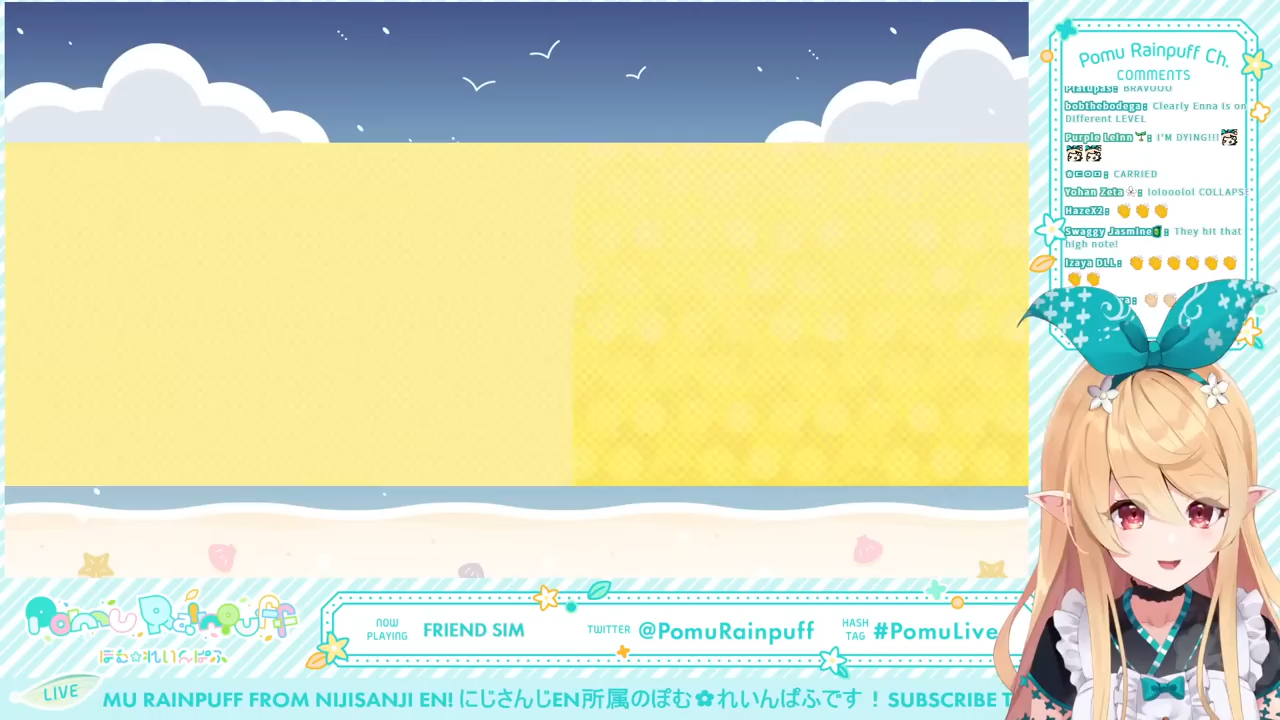 Pomu Rainpuff Ch.
COMMENTS
Platupas: BRAVOOO
bobthebodega: Clearly Enna is on
Different LEVEL
Purple Leinn: I'M DYING!!!
CARRIED
Yohan Zeta: loloolol COLLAPSE
HazeX2:
Swaggy Jasmine: They hit that
high note!
Izaya DLL:
Pomu Rainpuff
ぽむ れいんぱふ
NOW
PLAYING
FRIEND SIM
TWITTER
@PomuRainpuff
HASH
TAG
#PomuLive
LIVE
MU RAINPUFF FROM NIJISANJI EN! にじさんじEN所属のぽむ✿れいんぱふです！SUBSCRIBE T